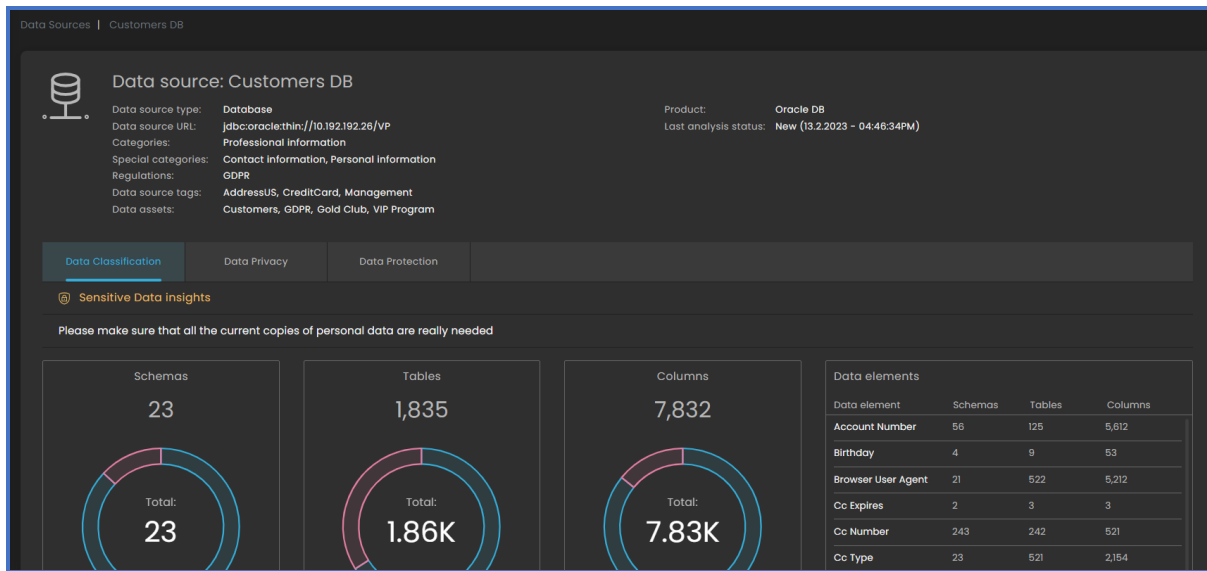 Data Sources | Customers DB
Data source: Customers DB
Data source type: Database
Data source URL: jdbc:oracle:thin://10.192.192.26/VP
Categories: Professional information
Special categories: Contact information, Personal information
Regulations: GDPR
Data source tags: AddressUS, CreditCard, Management
Data assets: Customers, GDPR, Gold Club, VIP Program
Product: Oracle DB
Last analysis status: New (13.2.2023 - 04:46:34PM)
Data Classification Data Privacy Data Protection
Sensitive Data insights
Please make sure that all the current copies of personal data are really needed
Schemas
23
Total:
23
Tables
1,835
Total:
1.86K
Columns
7,832
Total:
7.83K
Data elements
Data element Schemas Tables Columns
Account Number 56 125 5,612
Birthday 4 9 53
Browser User Agent 21 522 5,212
Cc Expires 2 3 3
Cc Number 243 242 521
Cc Type 23 521 2,154